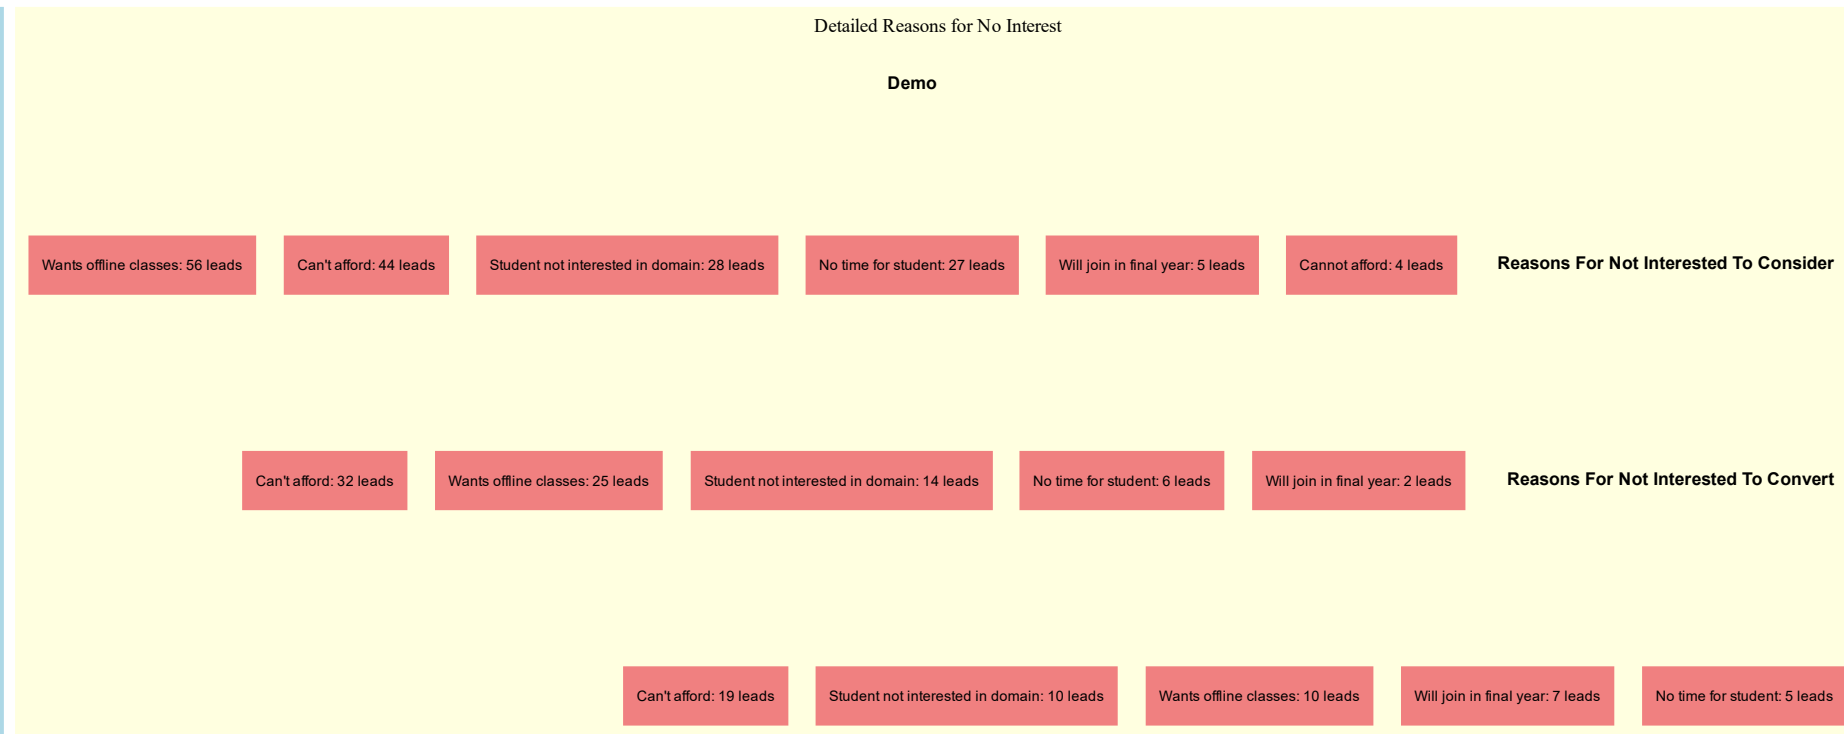 Detailed Reasons for No Interest
Demo
Wants offline classes: 56 leads
Can't afford: 44 leads
Student not interested in domain: 28 leads
No time for student: 27 leads
Will join in final year: 5 leads
Cannot afford: 4 leads
Reasons For Not Interested To Consider
Can't afford: 32 leads
Wants offline classes: 25 leads
Student not interested in domain: 14 leads
No time for student: 6 leads
Will join in final year: 2 leads
Reasons For Not Interested To Convert
Can't afford: 19 leads
Student not interested in domain: 10 leads
Wants offline classes: 10 leads
Will join in final year: 7 leads
No time for student: 5 leads